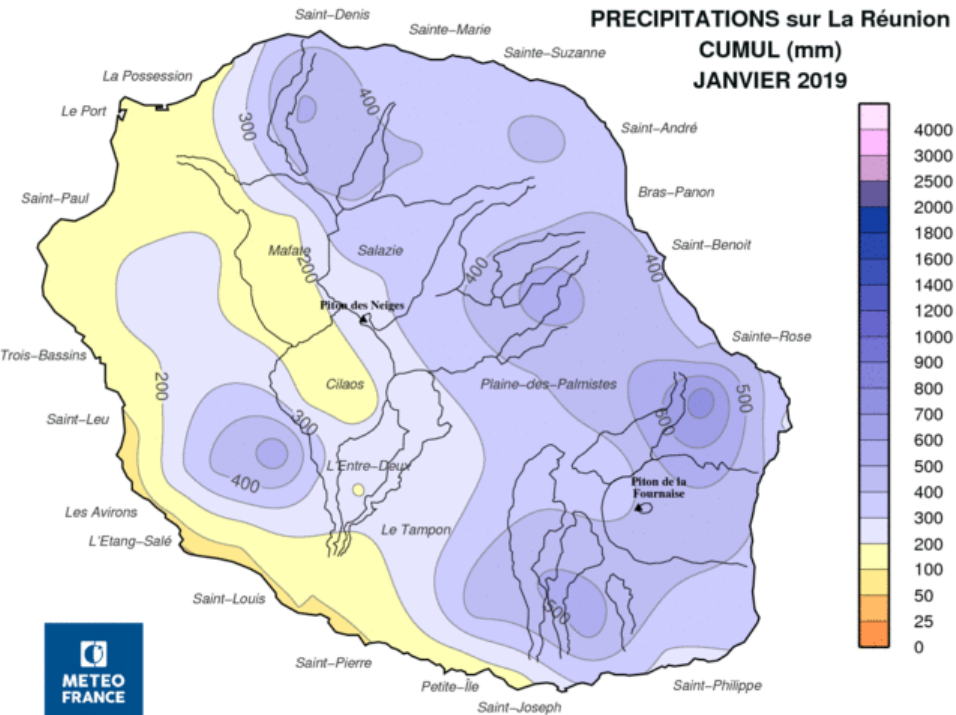 PRECIPITATIONS sur La Réunion
CUMUL (mm)
JANVIER 2019
Saint-Denis
Sainte-Marie
Sainte-Suzanne
La Possession
Le Port
Saint-André
Saint-Paul
Bras-Panon
Saint-Benoit
Mafate
Salazie
Piton des Neiges
Sainte-Rose
Trois-Bassins
Cilaos
Plaine-des-Palmistes
Saint-Leu
L'Entre-Deux
Piton de la
Fournaise
Les Avirons
L'Etang-Salé
Le Tampon
Saint-Louis
Saint-Pierre
Petite-Île
Saint-Joseph
Saint-Philippe
400
300
200
400
400
200
300
400
500
600
500
4000
3000
2500
2000
1800
1600
1400
1200
1000
900
800
700
600
500
400
300
200
100
50
25
0
METEO
FRANCE